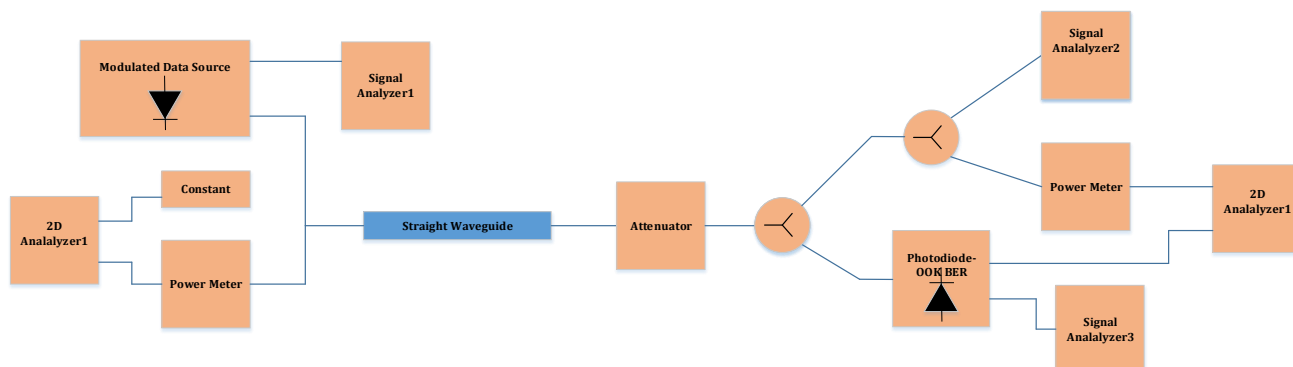 Modulated Data Source
Signal
Analyzer1
Constant
2D
Analalyzer1
Power Meter
Straight Waveguide
Attenuator
Signal
Analalyzer2
Power Meter
2D
Analalyzer1
Photodiode-
OOK BER
Signal
Analalyzer3